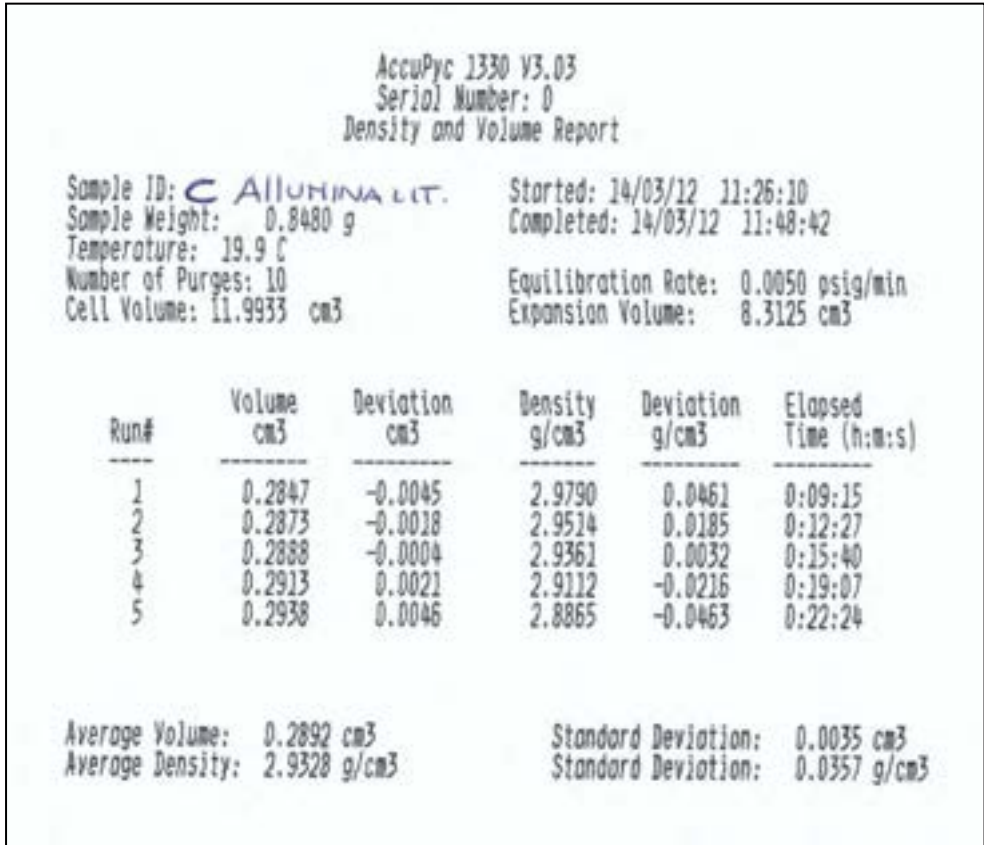 AccuPyc 1330 V3.03
Serial Number: 0
Density and Volume Report
Sample ID: C AllUMINA LIT. Started: 14/03/12 11:26:10
Sample Weight: 0.8480 g Completed: 14/03/12 11:48:42
Temperature: 19.9 C
Number of Purges: 10 Equilibration Rate: 0.0050 psig/min
Cell Volume: 11.9933 cm3 Expansion Volume: 8.3125 cm3
Volume Deviation Density Deviation Elapsed
Run# cm3 cm3 g/cm3 g/cm3 Time (h:m:s)
---- -------- --------- ------- --------- ---------
1 0.2847 -0.0045 2.9790 0.0461 0:09:15
2 0.2873 -0.0018 2.9514 0.0185 0:12:27
3 0.2888 -0.0004 2.9361 0.0032 0:15:40
4 0.2913 0.0021 2.9112 -0.0216 0:19:07
5 0.2938 0.0046 2.8865 -0.0463 0:22:24
Average Volume: 0.2892 cm3 Standard Deviation: 0.0035 cm3
Average Density: 2.9328 g/cm3 Standard Deviation: 0.0357 g/cm3